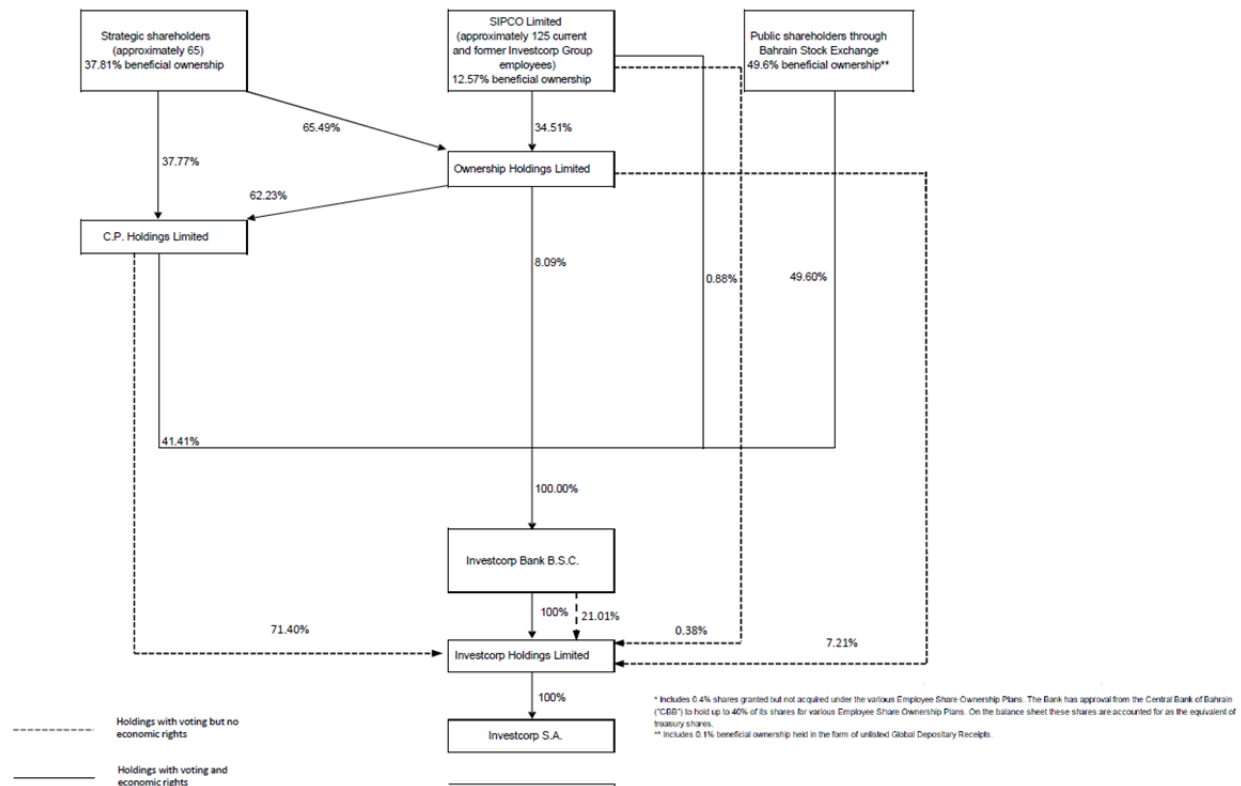 Strategic shareholders
(approximately 65)
37.81% beneficial ownership
SIPCO Limited
(approximately 125 current
and former Investcorp Group
employees)
12.57% beneficial ownership
Public shareholders through
Bahrain Stock Exchange
49.6% beneficial ownership**
65.49%
34.51%
37.77%
Ownership Holdings Limited
62.23%
C.P. Holdings Limited
8.09%
0.88%
49.60%
41.41%
100.00%
Investcorp Bank B.S.C.
100%
21.01%
71.40%
0.38%
7.21%
Investcorp Holdings Limited
100%
Investcorp S.A.
Holdings with voting but no
economic rights
Holdings with voting and
economic rights
* Includes 0.4% shares granted but not acquired under the various Employee Share Ownership Plans. The Bank has approval from the Central Bank of Bahrain
("CBB") to hold up to 40% of its shares for various Employee Share Ownership Plans. On the balance sheet these shares are accounted for as the equivalent of
treasury shares.
** Includes 0.1% beneficial ownership held in the form of unlisted Global Depositary Receipts.